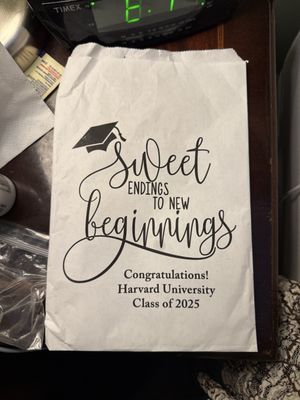 TIMEX
Sweet
ENDINGS
TO NEW
beginnings
Congratulations!
Harvard University
Class of 2025